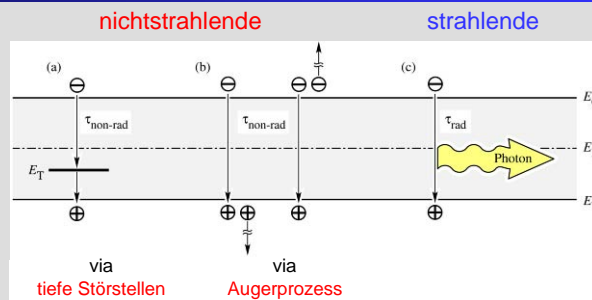 nichtstrahlende strahlende
(a) (b) (c)
τnon-rad τnon-rad τrad
E
E
ET
Photon
E
via via
tiefe Störstellen Augerprozess